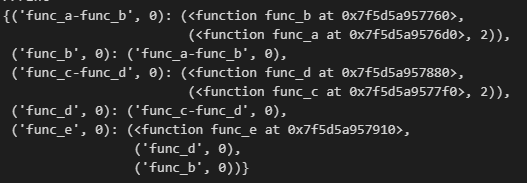 {('func_a-func_b', 0): (<function func_b at 0x7f5d5a957760>,
(<function func_a at 0x7f5d5a9576d0>, 2)),
('func_b', 0): ('func_a-func_b', 0),
('func_c-func_d', 0): (<function func_d at 0x7f5d5a957880>,
(<function func_c at 0x7f5d5a9577f0>, 2)),
('func_d', 0): ('func_c-func_d', 0),
('func_e', 0): (<function func_e at 0x7f5d5a957910>,
('func_d', 0),
('func_b', 0))}